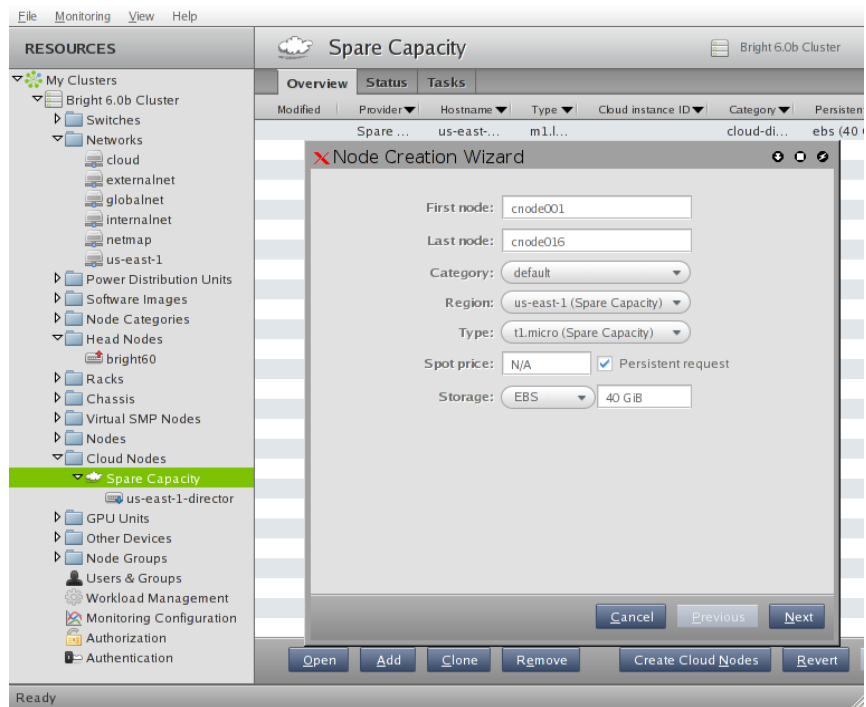 File Monitoring View Help
RESOURCES
My Clusters
Bright 6.0b Cluster
Switches
Networks
cloud
externalnet
globalnet
internalnet
netmap
us-east-1
Power Distribution Units
Software Images
Node Categories
Head Nodes
bright60
Racks
Chassis
Virtual SMP Nodes
Nodes
Cloud Nodes
Spare Capacity
us-east-1-director
GPU Units
Other Devices
Node Groups
Users & Groups
Workload Management
Monitoring Configuration
Authorization
Authentication
Spare Capacity Bright 6.0b Cluster
Overview Status Tasks
Modified Provider Hostname Type Cloud instance ID Category Persisten
Spare ... us-east-... m1.l... cloud-di... ebs (40
Node Creation Wizard
First node: cnode001
Last node: cnode016
Category: default
Region: us-east-1 (Spare Capacity)
Type: t1.micro (Spare Capacity)
Spot price: N/A Persistent request
Storage: EBS 40 GiB
Cancel Previous Next
Open Add Clone Remove Create Cloud Nodes Revert
Ready